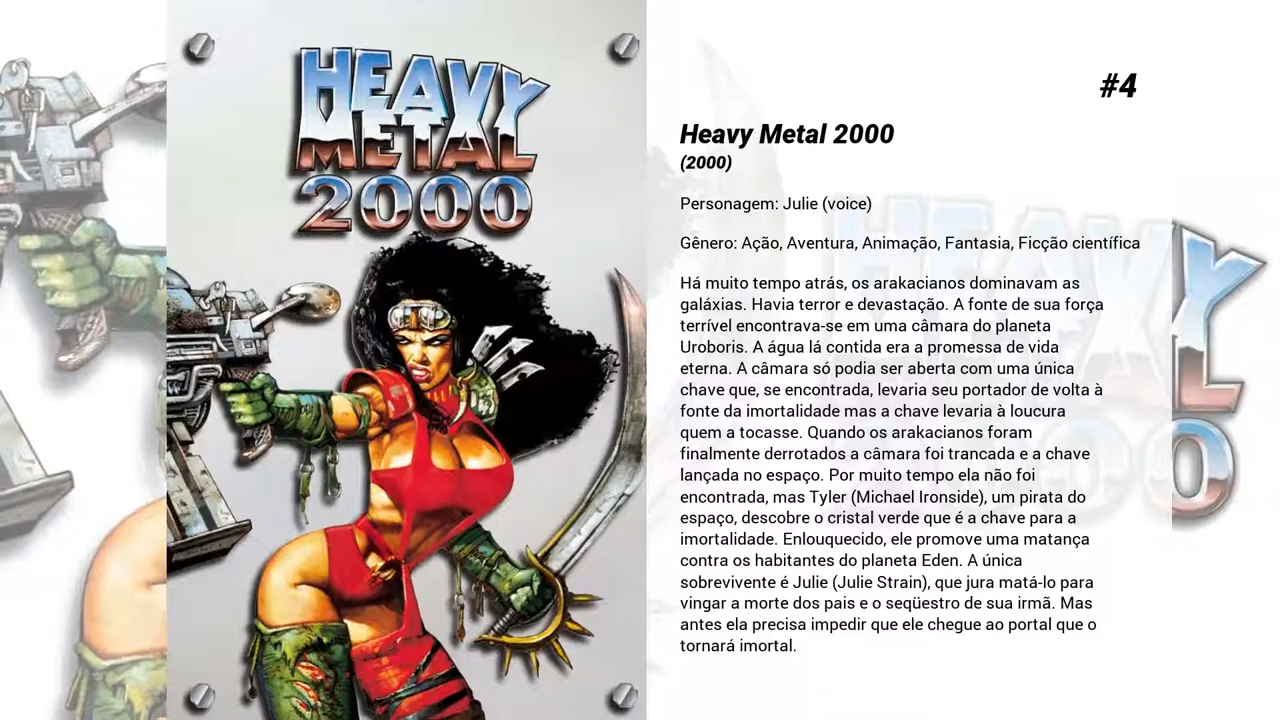 HEAVY
METAL
2000
#4
Heavy Metal 2000
(2000)
Personagem: Julie (voice)
Gênero: Ação, Aventura, Animação, Fantasia, Ficção científica
Há muito tempo atrás, os arakacianos dominavam as
galáxias. Havia terror e devastação. A fonte de sua força
terrível encontrava-se em uma câmara do planeta
Uroboris. A água lá contida era a promessa de vida
eterna. A câmara só podia ser aberta com uma única
chave que, se encontrada, levaria seu portador de volta à
fonte da imortalidade mas a chave levaria à loucura
quem a tocasse. Quando os arakacianos foram
finalmente derrotados a câmara foi trancada e a chave
lançada no espaço. Por muito tempo ela não foi
encontrada, mas Tyler (Michael Ironside), um pirata do
espaço, descobre o cristal verde que é a chave para a
imortalidade. Enlouquecido, ele promove uma matança
contra os habitantes do planeta Eden. A única
sobrevivente é Julie (Julie Strain), que jura matá-lo para
vingar a morte dos pais e o seqüestro de sua irmã. Mas
antes ela precisa impedir que ele chegue ao portal que o
tornará imortal.